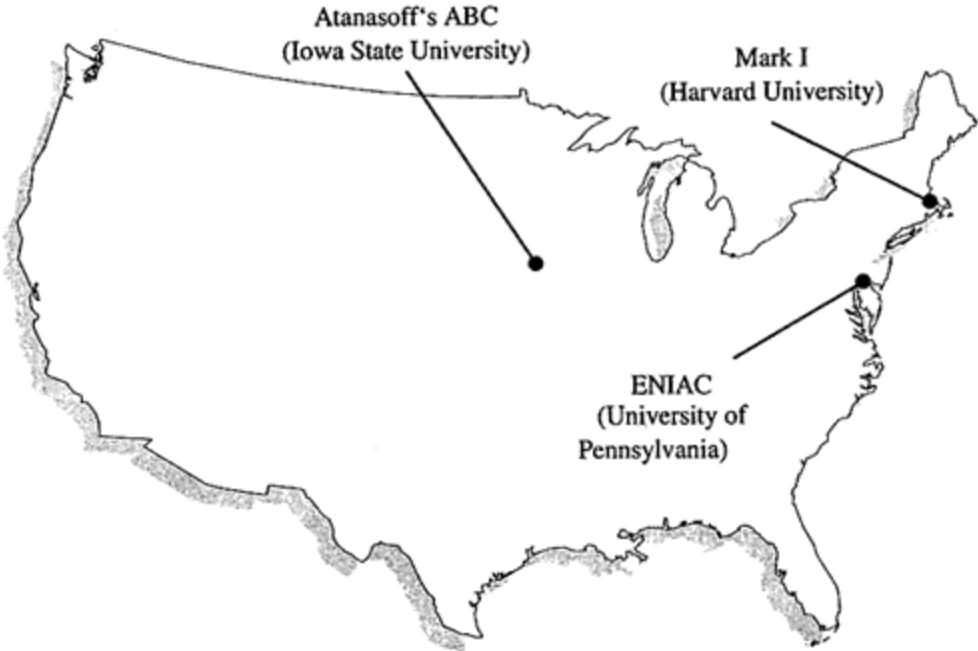 Atanasoff‘s ABC
(Iowa State University)
Mark I
(Harvard University)
ENIAC
(University of
Pennsylvania)